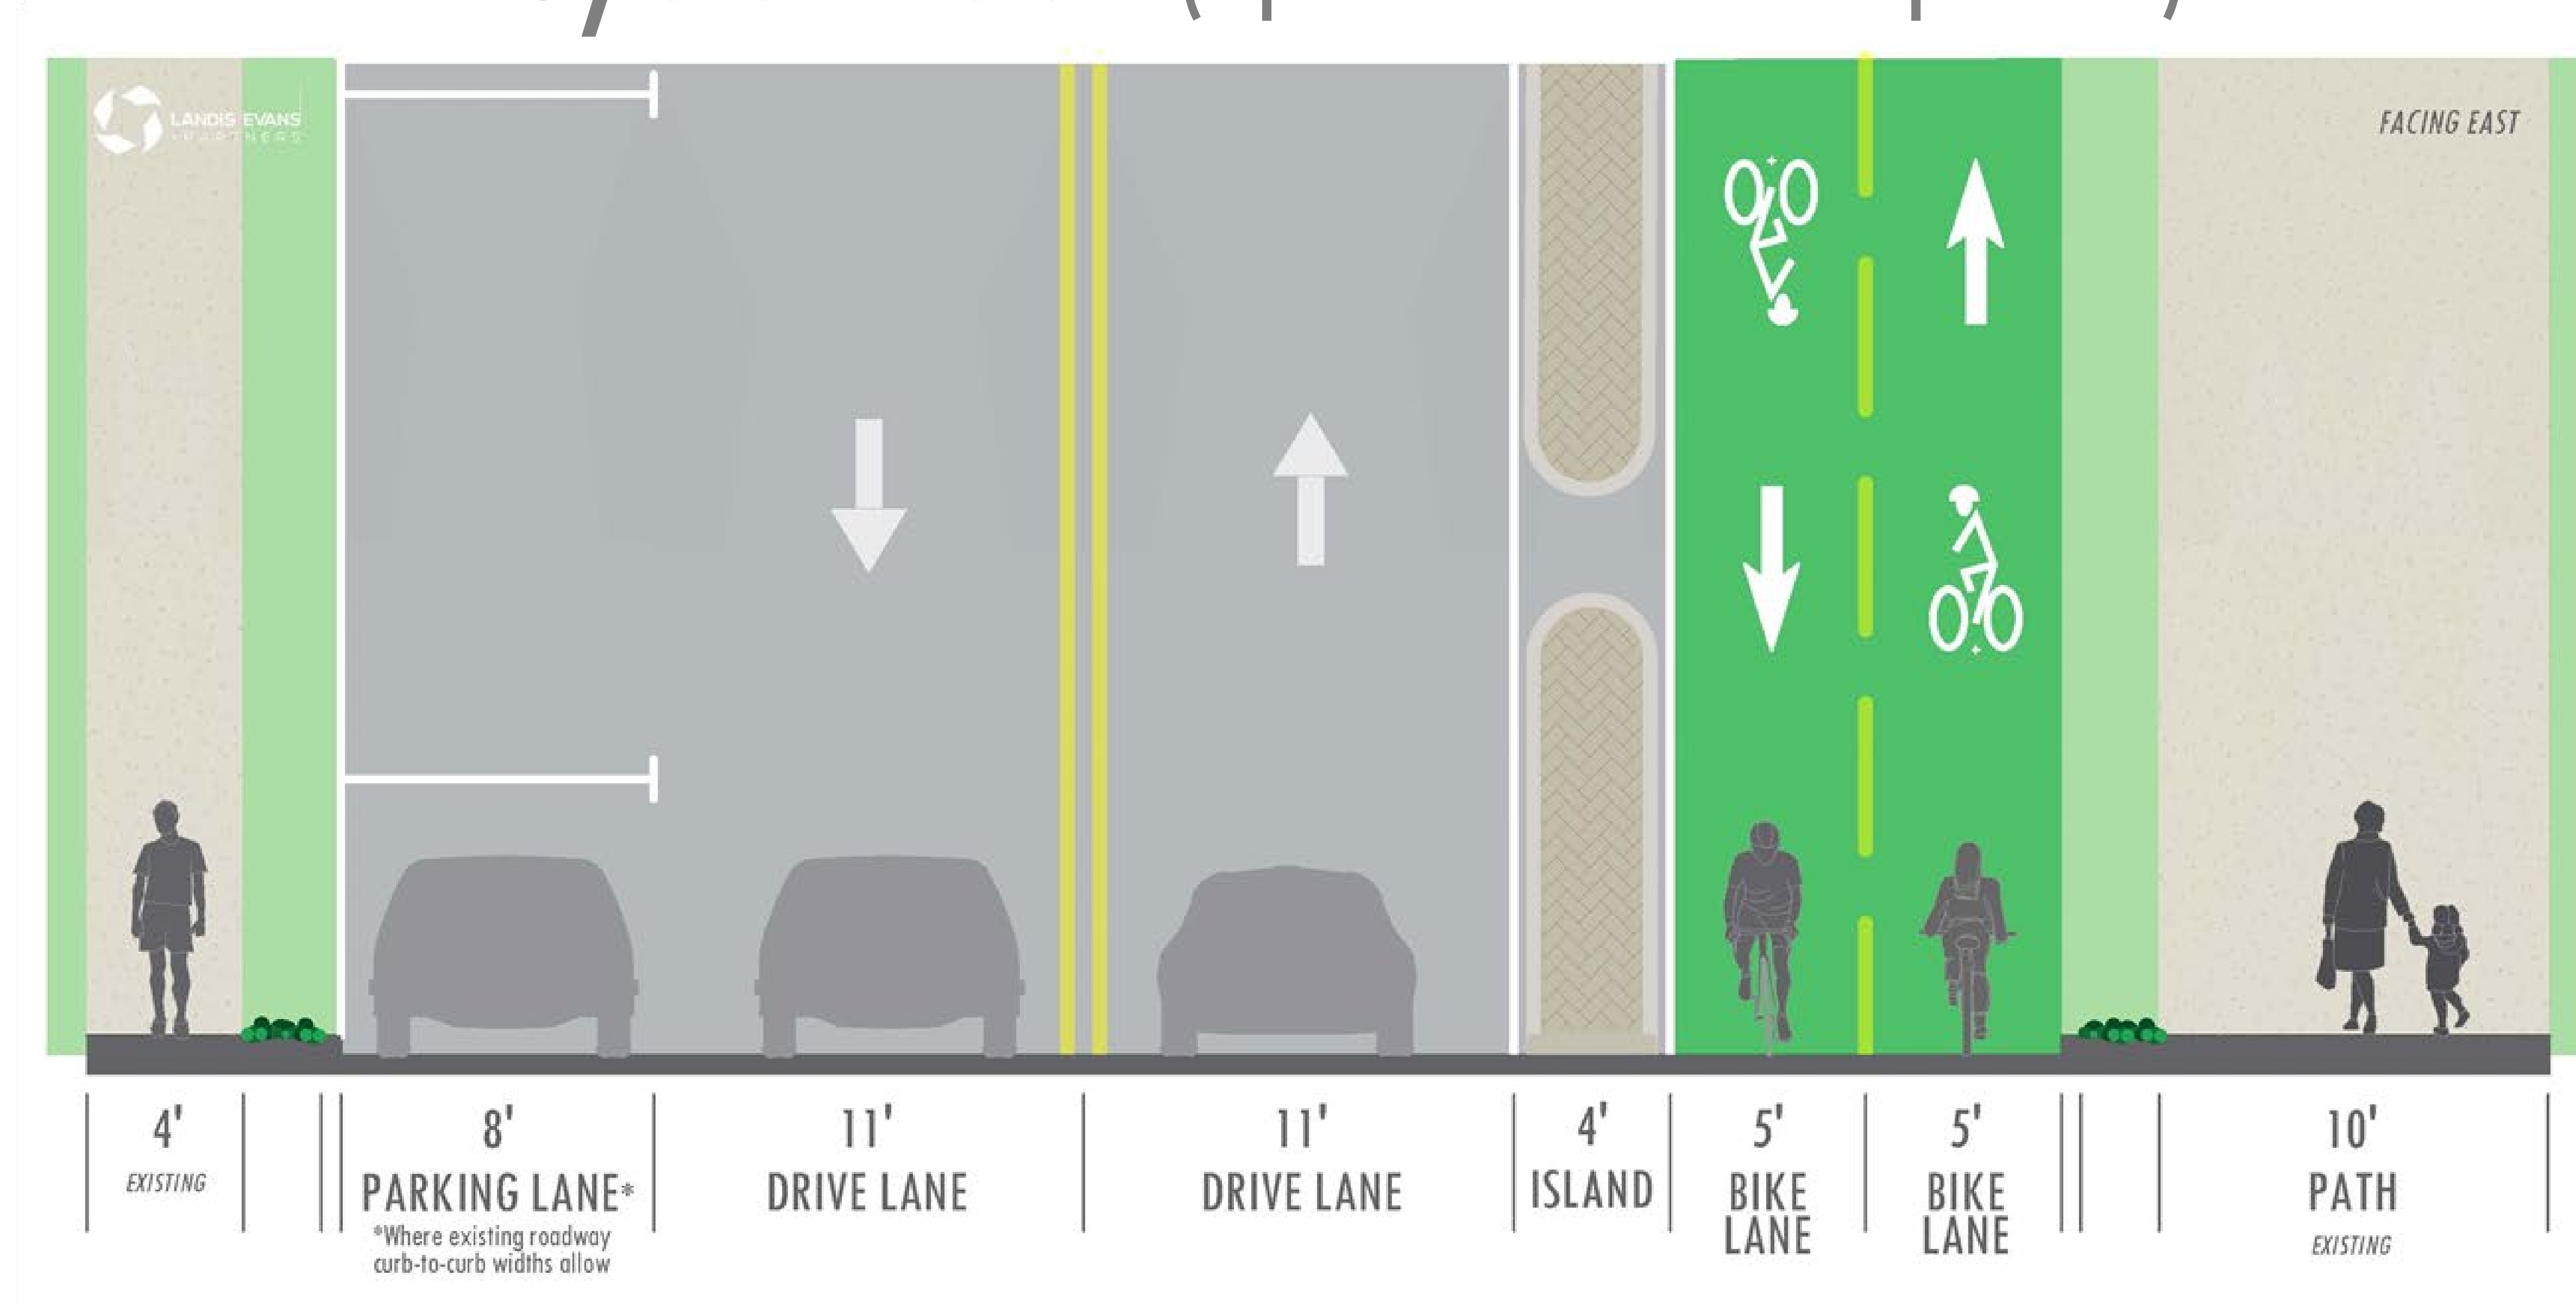 LANDIS EVANS
+PARTNERS
FACING EAST
4'
EXISTING
8'
PARKING LANE*
*Where existing roadway
curb-to-curb widths allow
11'
DRIVE LANE
11'
DRIVE LANE
4'
ISLAND
5'
BIKE
LANE
5'
BIKE
LANE
10'
PATH
EXISTING